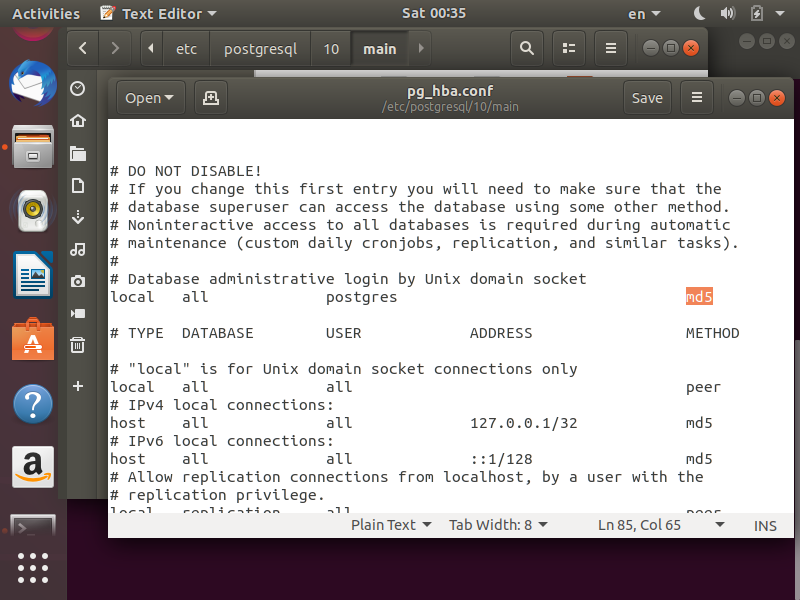 Activities Text Editor Sat 00:35 en
etc postgresql 10 main
Open pg_hba.conf Save
/etc/postgresql/10/main
# DO NOT DISABLE!
# If you change this first entry you will need to make sure that the
# database superuser can access the database using some other method.
# Noninteractive access to all databases is required during automatic
# maintenance (custom daily cronjobs, replication, and similar tasks).
#
# Database administrative login by Unix domain socket
local all postgres md5
# TYPE DATABASE USER ADDRESS METHOD
# "local" is for Unix domain socket connections only
local all all peer
# IPv4 local connections:
host all all 127.0.0.1/32 md5
# IPv6 local connections:
host all all ::1/128 md5
# Allow replication connections from localhost, by a user with the
# replication privilege.
local replication all peer
Plain Text Tab Width: 8 Ln 85, Col 65 INS